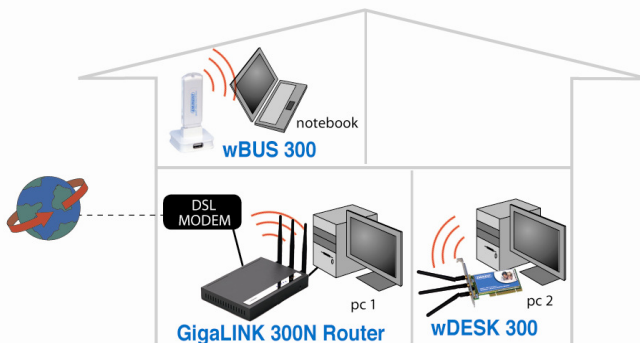 notebook
wBUS 300
DSL
MODEM
pc 1
GigaLINK 300N Router
pc 2
wDESK 300